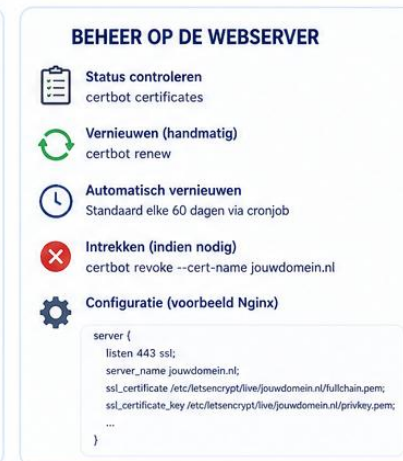 BEHEER OP DE WEBSERVER
Status controleren
certbot certificates
Vernieuwen (handmatig)
certbot renew
Automatisch vernieuwen
Standaard elke 60 dagen via cronjob
Intrekken (indien nodig)
certbot revoke --cert-name jouwdomein.nl
Configuratie (voorbeeld Nginx)
server {
listen 443 ssl;
server_name jouwdomein.nl;
ssl_certificate /etc/letsencrypt/live/jouwdomein.nl/fullchain.pem;
ssl_certificate_key /etc/letsencrypt/live/jouwdomein.nl/privkey.pem;
...
}